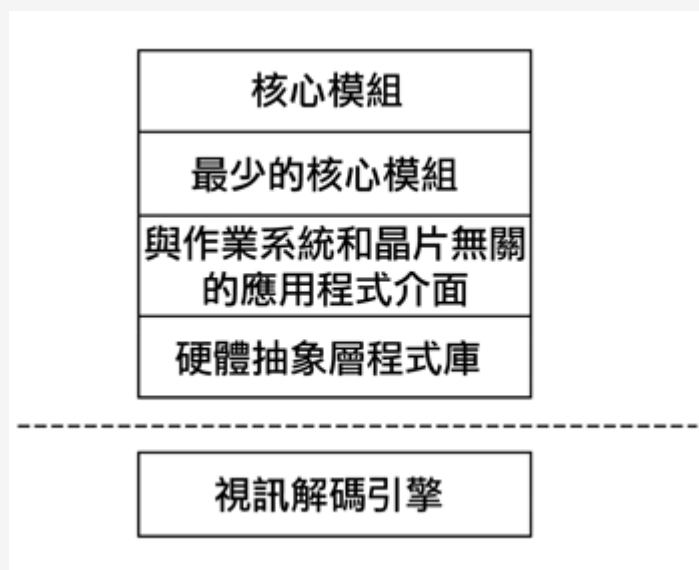 核心模組
最少的核心模組
與作業系統和晶片無關
的應用程式介面
硬體抽象層程式庫
視訊解碼引擎